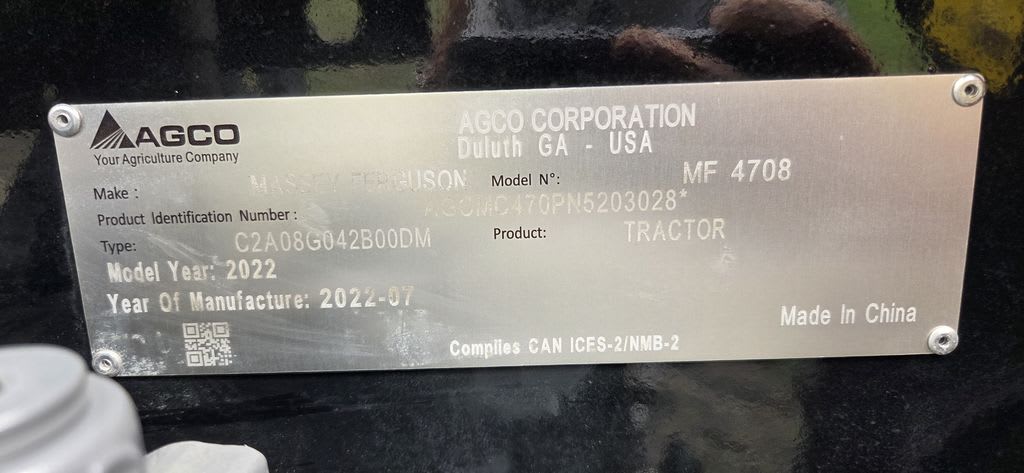 AGCO
Your Agriculture Company
AGCO CORPORATION
Duluth GA - USA
Make : MASSEY FERGUSON Model N°: MF 4708
Product Identification Number : AGCMC470PN5203028*
Type: C2A08G042B00DM Product: TRACTOR
Model Year: 2022
Year Of Manufacture: 2022-07
Made In China
Complies CAN ICES-2/NMB-2